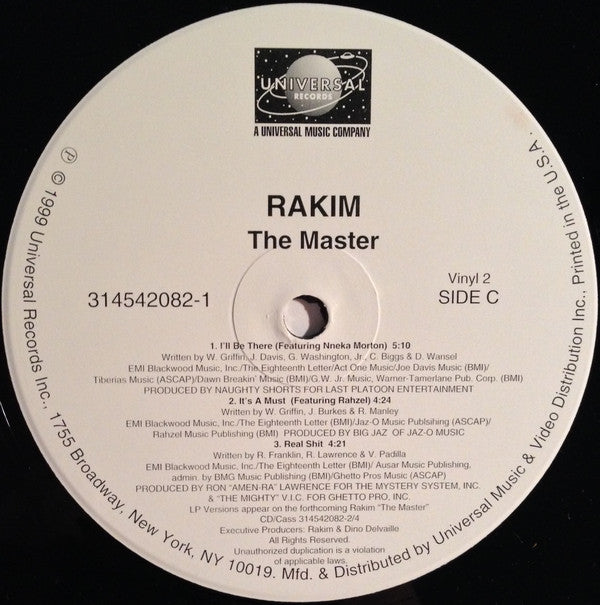 UNIVERSAL
RECORDS
A UNIVERSAL MUSIC COMPANY
RAKIM
The Master
314542082-1
Vinyl 2
SIDE C
1. I'll Be There (Featuring Nneka Morton) 5:10
Written by W. Griffin, J. Davis, G. Washington, Jr., C. Biggs & D. Wansel
EMI Blackwood Music, Inc./The Eighteenth Letter/Act One Music/Joe Davis Music (BMI)/
Tiberias Music (ASCAP)/Dawn Breakin' Music (BMI)/G.W. Jr. Music, Warner-Tamerlane Pub. Corp. (BMI)
PRODUCED BY NAUGHTY SHORTS FOR LAST PLATOON ENTERTAINMENT
2. It's A Must (Featuring Rahzel) 4:24
Written by W. Griffin, J. Burkes & R. Manley
EMI Blackwood Music, Inc./The Eighteenth Letter (BMI)/Jaz-O Music Publsihing (ASCAP)/
Rahzel Music Publishing (BMI) PRODUCED BY BIG JAZ OF JAZ-O MUSIC
3. Real Shit 4:21
Written by R. Franklin, R. Lawrence & V. Padilla
EMI Blackwood Music, Inc./The Eighteenth Letter (BMI)/ Ausar Music Publishing,
admin. by BMG Music Publishing (BMI)/Ghetto Pros Music (ASCAP)
PRODUCED BY RON "AMEN-RA" LAWRENCE FOR THE MYSTERY SYSTEM, INC.
& "THE MIGHTY" V.I.C. FOR GHETTO PRO, INC.
LP Versions appear on the forthcoming Rakim "The Master"
CD/Cass 314542082-2/4
Executive Producers: Rakim & Dino Delvaille
All Rights Reserved.
Unauthorized duplication is a violation
of applicable laws.
℗ © 1999 Universal Records Inc., 1755 Broadway, New York, NY 10019. Mfd. & Distributed by Universal Music & Video Distribution Inc., Printed in the U.S.A.